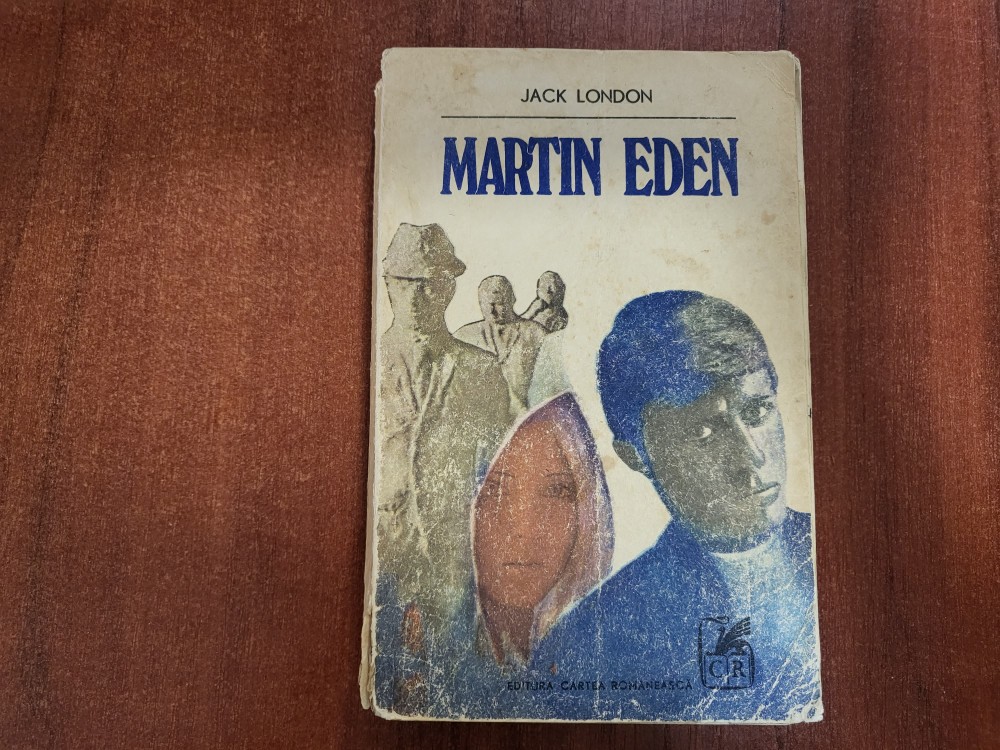 JACK LONDON
MARTIN EDEN
EDITURA CARTEA ROMÂNEASCĂ
CR